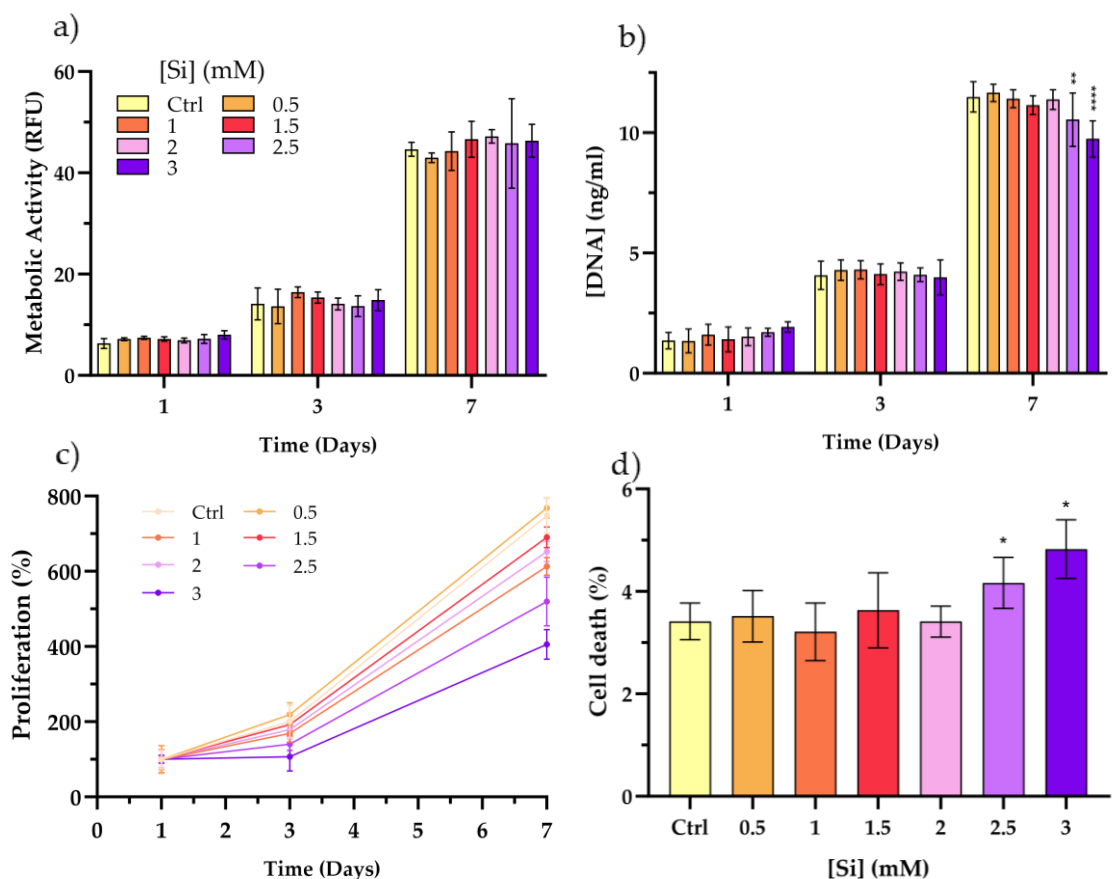 a)
[Si] (mM)
Ctrl 0.5
1 1.5
2 2.5
3
Metabolic Activity (RFU)
60
40
20
0
1 3 7
Time (Days)
b)
[DNA] (ng/ml)
10
5
0
**
****
1 3 7
Time (Days)
c)
Ctrl 0.5
1 1.5
2 2.5
3
Proliferation (%)
800
600
400
200
0
0 1 2 3 4 5 6 7
Time (Days)
d)
Cell death (%)
6
4
2
0
*
*
Ctrl 0.5 1 1.5 2 2.5 3
[Si] (mM)